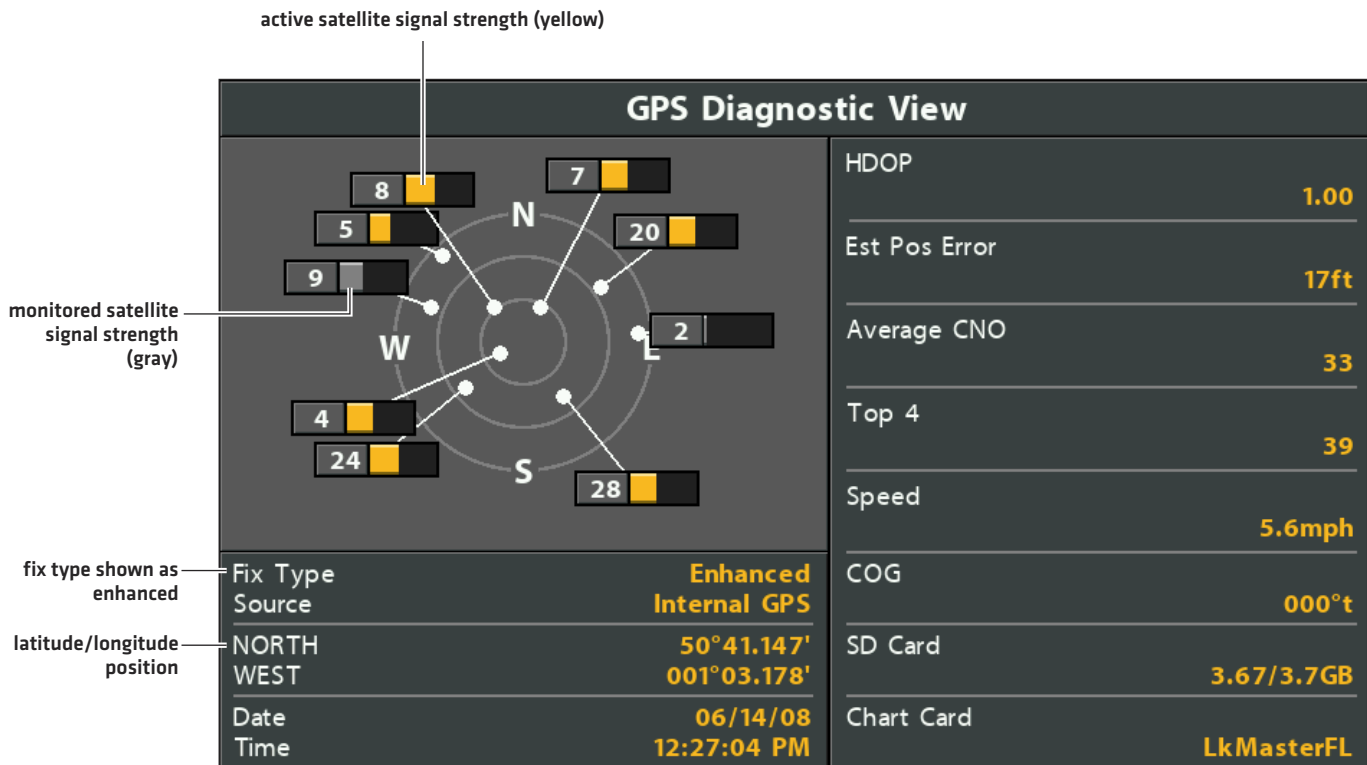 active satellite signal strength (yellow)
GPS Diagnostic View
8
7
5
N
20
9
monitored satellite
signal strength
(gray)
W
2
E
4
24
S
28
HDOP
1.00
Est Pos Error
17ft
Average CNO
33
Top 4
39
Speed
5.6mph
fix type shown as
enhanced
Fix Type Enhanced
Source Internal GPS
latitude/longitude
position
NORTH 50°41.147'
WEST 001°03.178'
Date 06/14/08
Time 12:27:04 PM
COG
000°t
SD Card
3.67/3.7GB
Chart Card
LkMasterFL